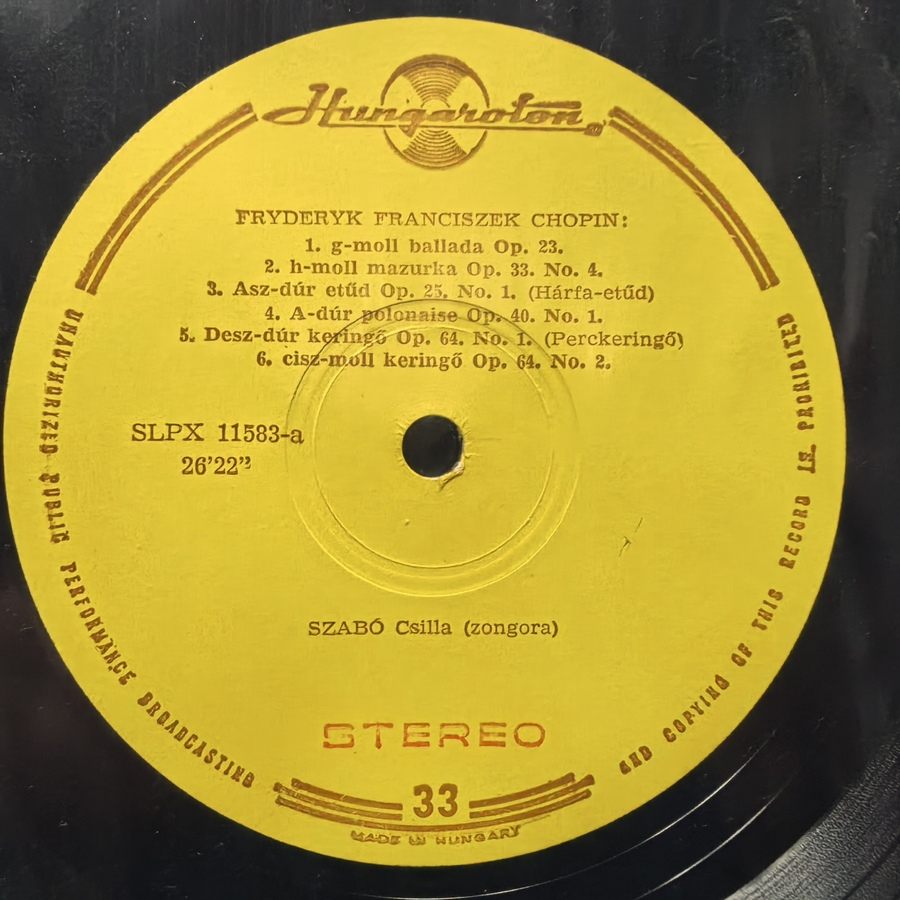 Hungaroton
FRYDERYK FRANCISZEK CHOPIN:
1. g-moll ballada Op. 23.
2. h-moll mazurka Op. 33. No. 4.
3. Asz-dúr etűd Op. 25. No. 1. (Hárfa-etűd)
4. A-dúr polonaise Op. 40. No. 1.
5. Desz-dúr keringő Op. 64. No. 1. (Perckeringő)
6. cisz-moll keringő Op. 64. No. 2.
SLPX 11583-a
26’22”
SZABÓ Csilla (zongora)
STEREO
33
MADE IN HUNGARY
UNAUTHORIZED PUBLIC PERFORMANCE BROADCASTING
AND COPYING OF THIS RECORD PROHIBITED